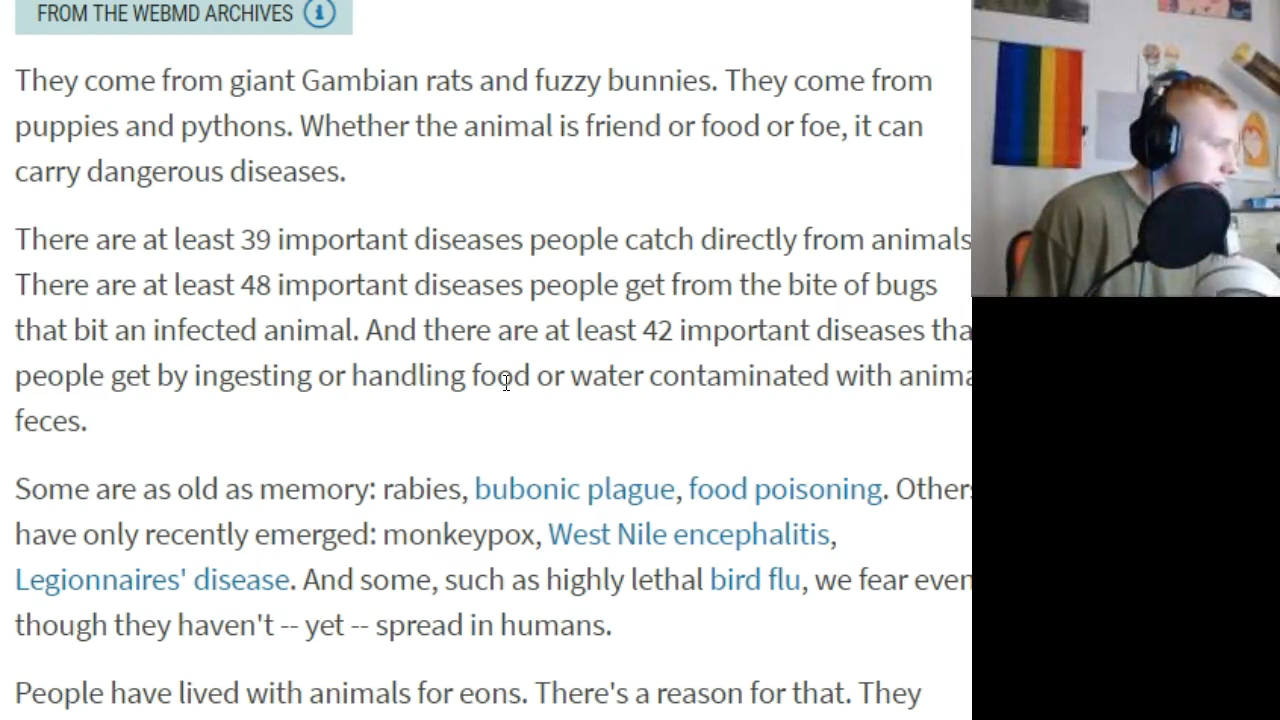 FROM THE WEBMD ARCHIVES
They come from giant Gambian rats and fuzzy bunnies. They come from
puppies and pythons. Whether the animal is friend or food or foe, it can
carry dangerous diseases.
There are at least 39 important diseases people catch directly from animals
There are at least 48 important diseases people get from the bite of bugs
that bit an infected animal. And there are at least 42 important diseases tha
people get by ingesting or handling food or water contaminated with anima
feces.
Some are as old as memory: rabies, bubonic plague, food poisoning. Others
have only recently emerged: monkeypox, West Nile encephalitis,
Legionnaires' disease. And some, such as highly lethal bird flu, we fear even
though they haven't -- yet -- spread in humans.
People have lived with animals for eons. There's a reason for that. They